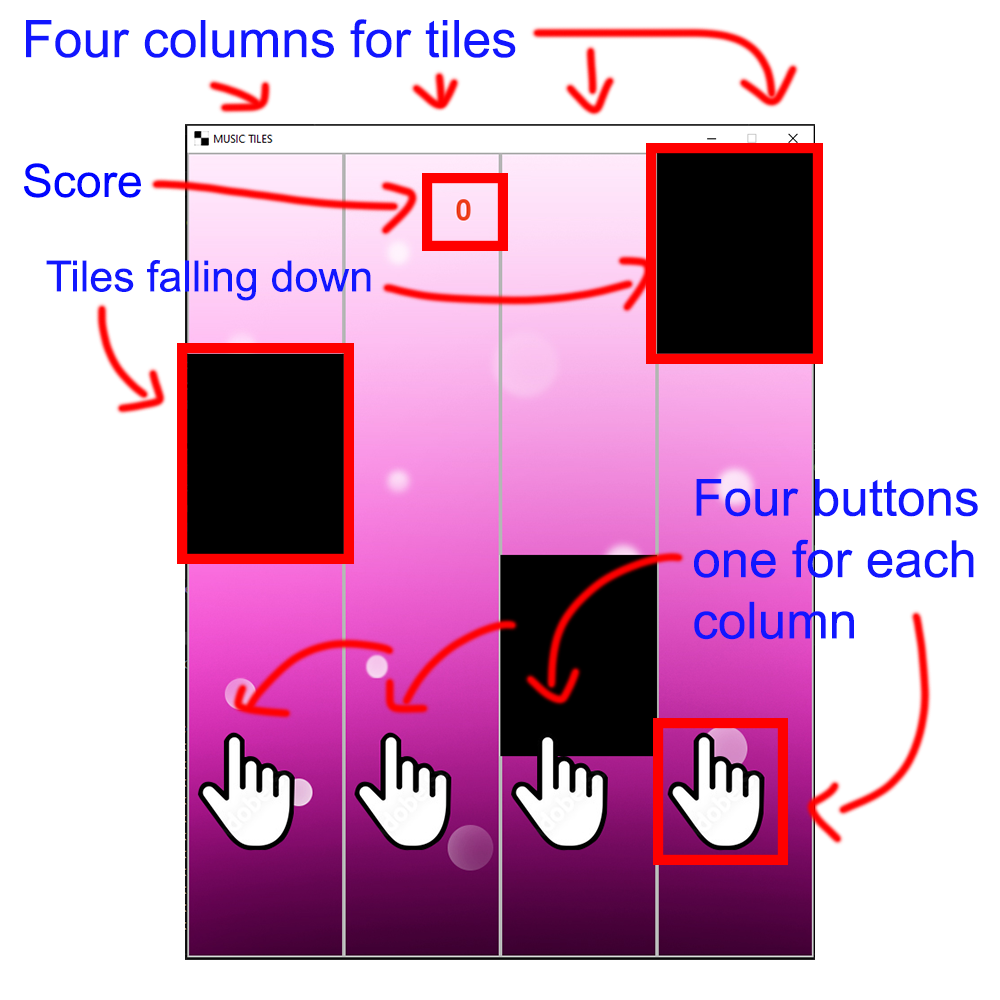 Four columns for tiles
MUSIC TILES
Score
0
Tiles falling down
Four buttons
one for each
column